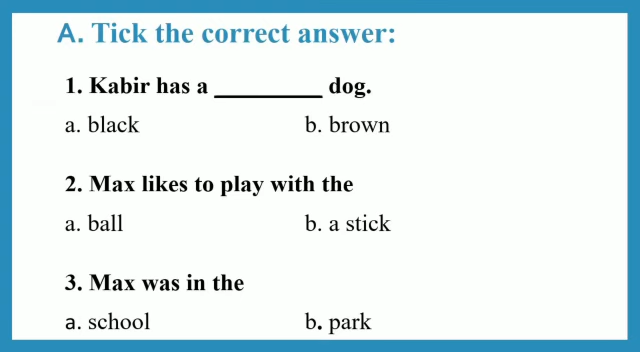 A. Tick the correct answer:
1. Kabir has a _________ dog.
a. black b. brown
2. Max likes to play with the
a. ball b. a stick
3. Max was in the
a. school b. park